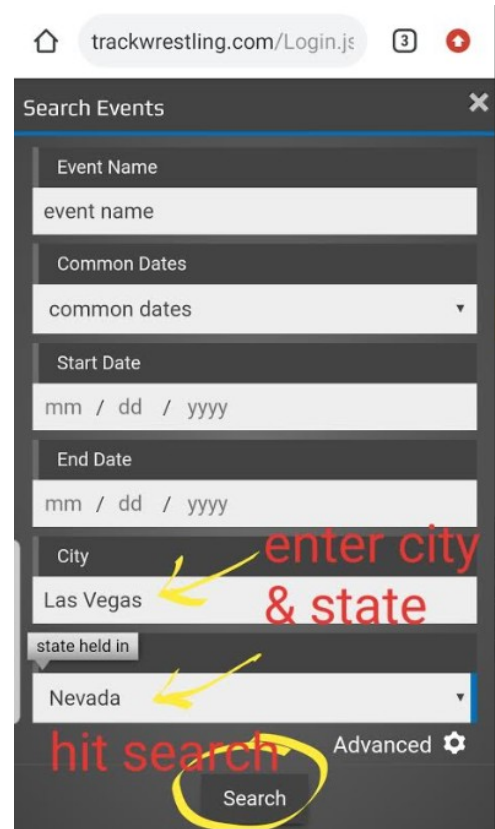 trackwrestling.com/Login.js
3
Search Events
Event Name
event name
Common Dates
common dates
Start Date
mm / dd / yyyy
End Date
mm / dd / yyyy
City
enter city
Las Vegas
& state
state held in
Nevada
hit search
Advanced
Search